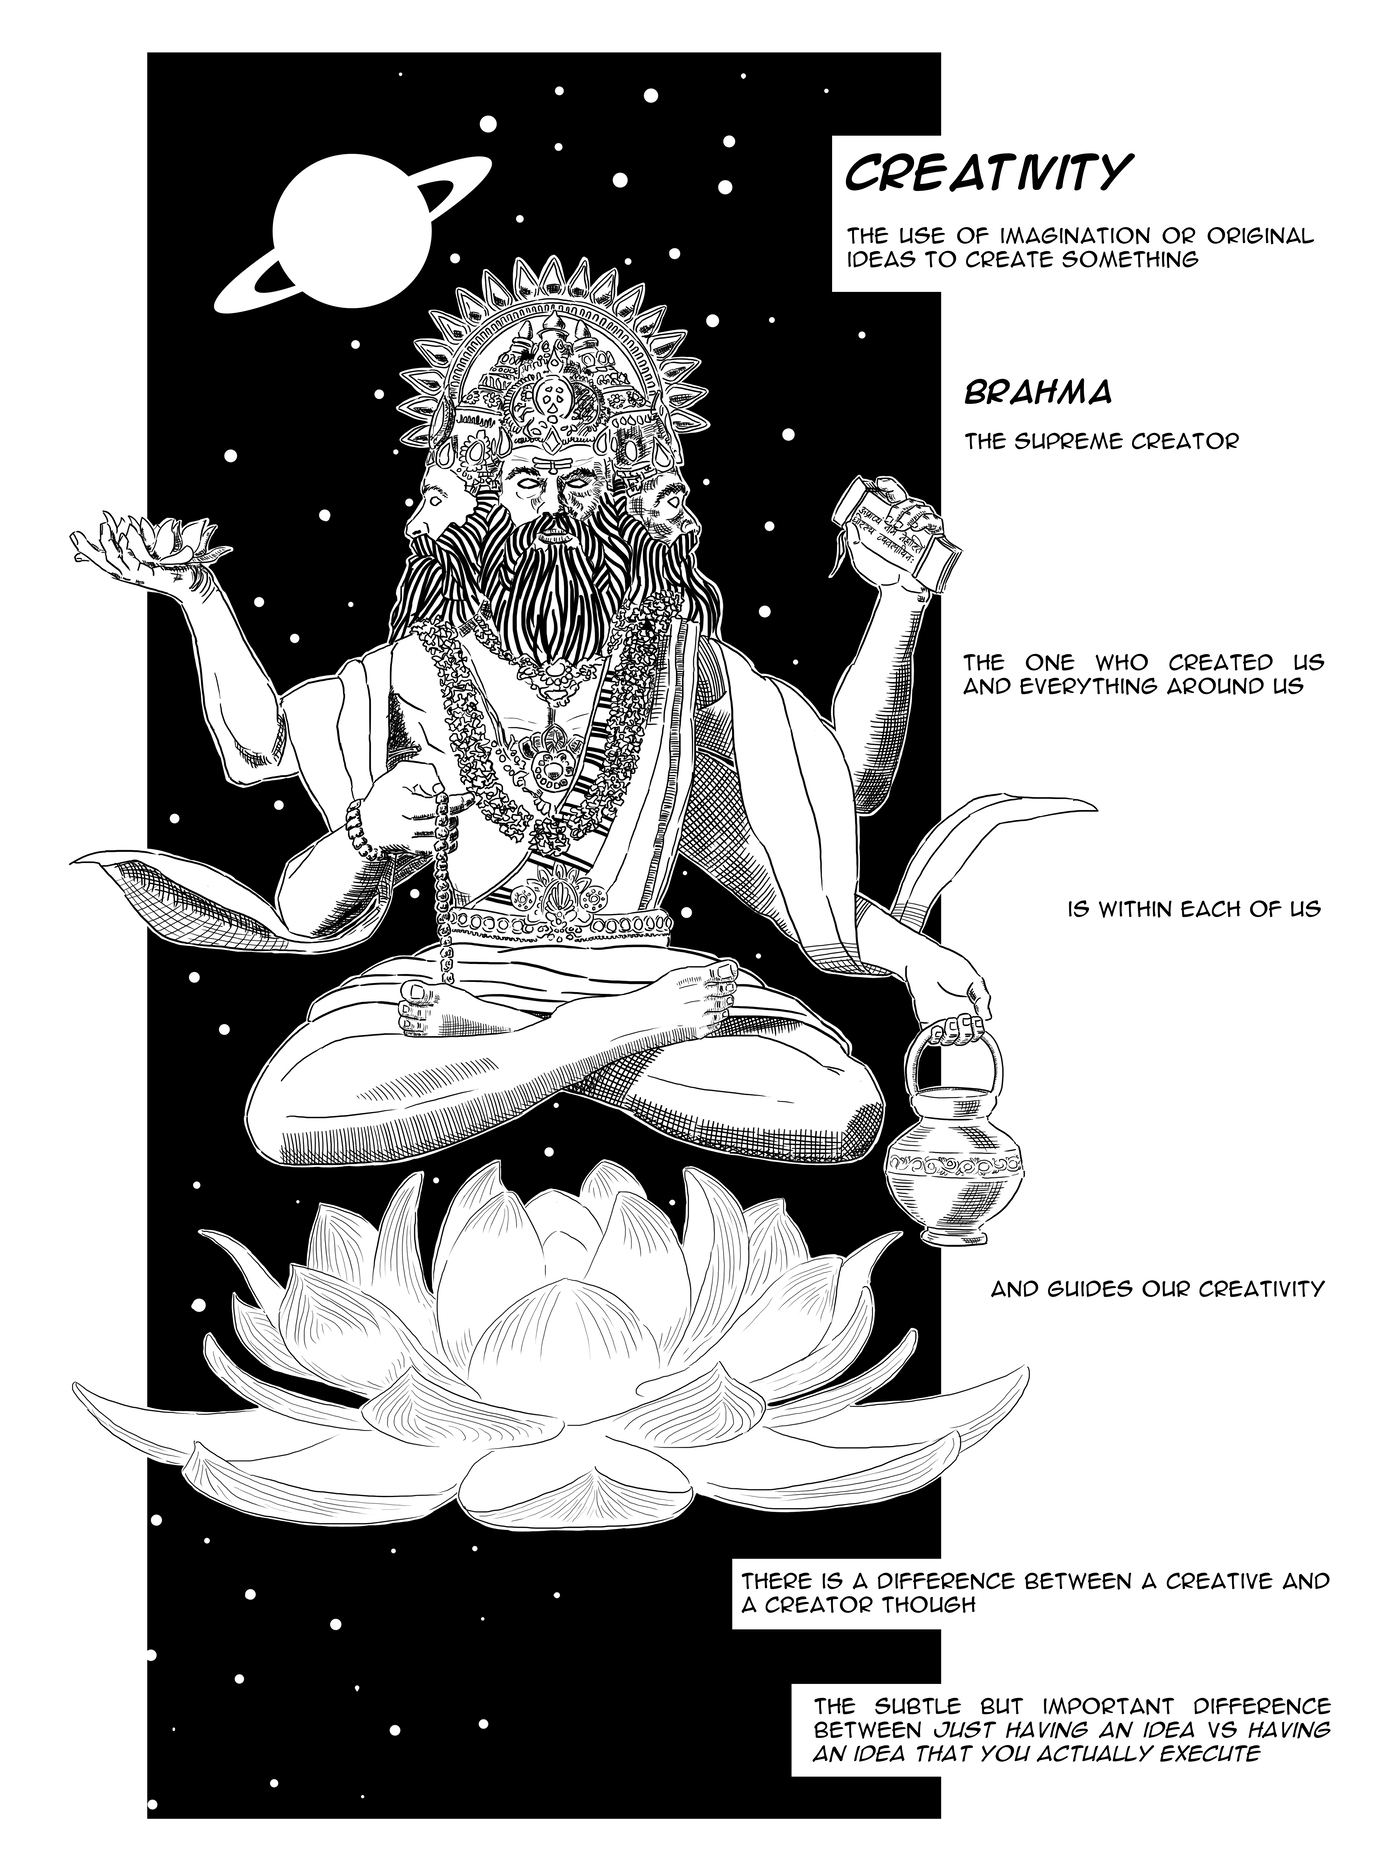 CREATIVITY
THE USE OF IMAGINATION OR ORIGINAL
IDEAS TO CREATE SOMETHING
BRAHMA
THE SUPREME CREATOR
THE ONE WHO CREATED US
AND EVERYTHING AROUND US
IS WITHIN EACH OF US
AND GUIDES OUR CREATIVITY
THERE IS A DIFFERENCE BETWEEN A CREATIVE AND
A CREATOR THOUGH
THE SUBTLE BUT IMPORTANT DIFFERENCE
BETWEEN JUST HAVING AN IDEA VS HAVING
AN IDEA THAT YOU ACTUALLY EXECUTE